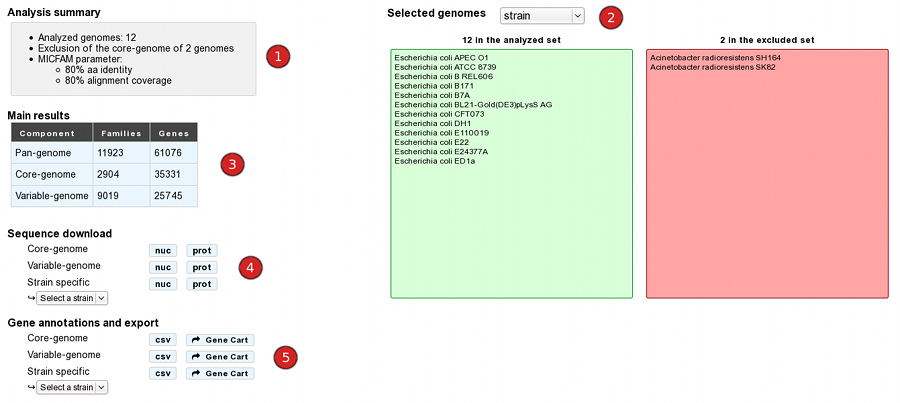 Analysis summary
Analyzed genomes: 12
Exclusion of the core-genome of 2 genomes
MICFAM parameter:
80% aa identity
80% alignment coverage
1
Main results
Component Families Genes
Pan-genome 11923 61076
Core-genome 2904 35331
Variable-genome 9019 25745
3
Sequence download
Core-genome nuc prot
Variable-genome nuc prot
Strain specific nuc prot
↪ Select a strain
4
Gene annotations and export
Core-genome csv Gene Cart
Variable-genome csv Gene Cart
Strain specific csv Gene Cart
↪ Select a strain
5
Selected genomes strain
2
12 in the analyzed set
Escherichia coli APEC O1
Escherichia coli ATCC 8739
Escherichia coli B REL606
Escherichia coli B171
Escherichia coli B7A
Escherichia coli BL21-Gold(DE3)pLysS AG
Escherichia coli CFT073
Escherichia coli DH1
Escherichia coli E110019
Escherichia coli E22
Escherichia coli E24377A
Escherichia coli ED1a
2 in the excluded set
Acinetobacter radioresistens SH164
Acinetobacter radioresistens SK82